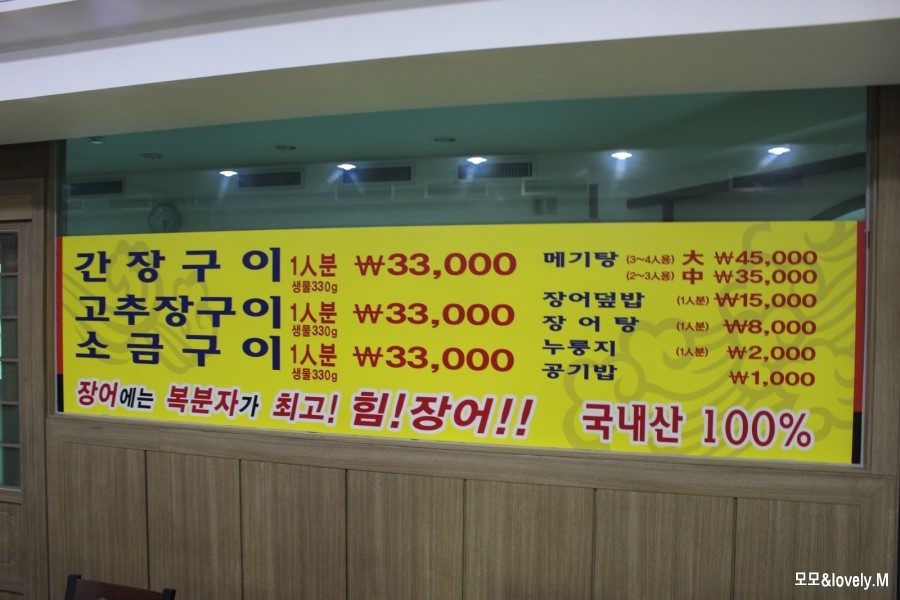 간장구이 1人分 ₩33,000
생물330g
고추장구이 1人分 ₩33,000
생물330g
소금구이 1人分 ₩33,000
생물330g
장어에는 복분자가 최고! 힘!장어!!
메기탕 (3~4人용) 大 ₩45,000
(2~3人용) 中 ₩35,000
장어덮밥 (1人분) ₩15,000
장어탕 (1人분) ₩8,000
누룽지 (1人분) ₩2,000
공기밥 ₩1,000
국내산 100%
모모&lovely.M